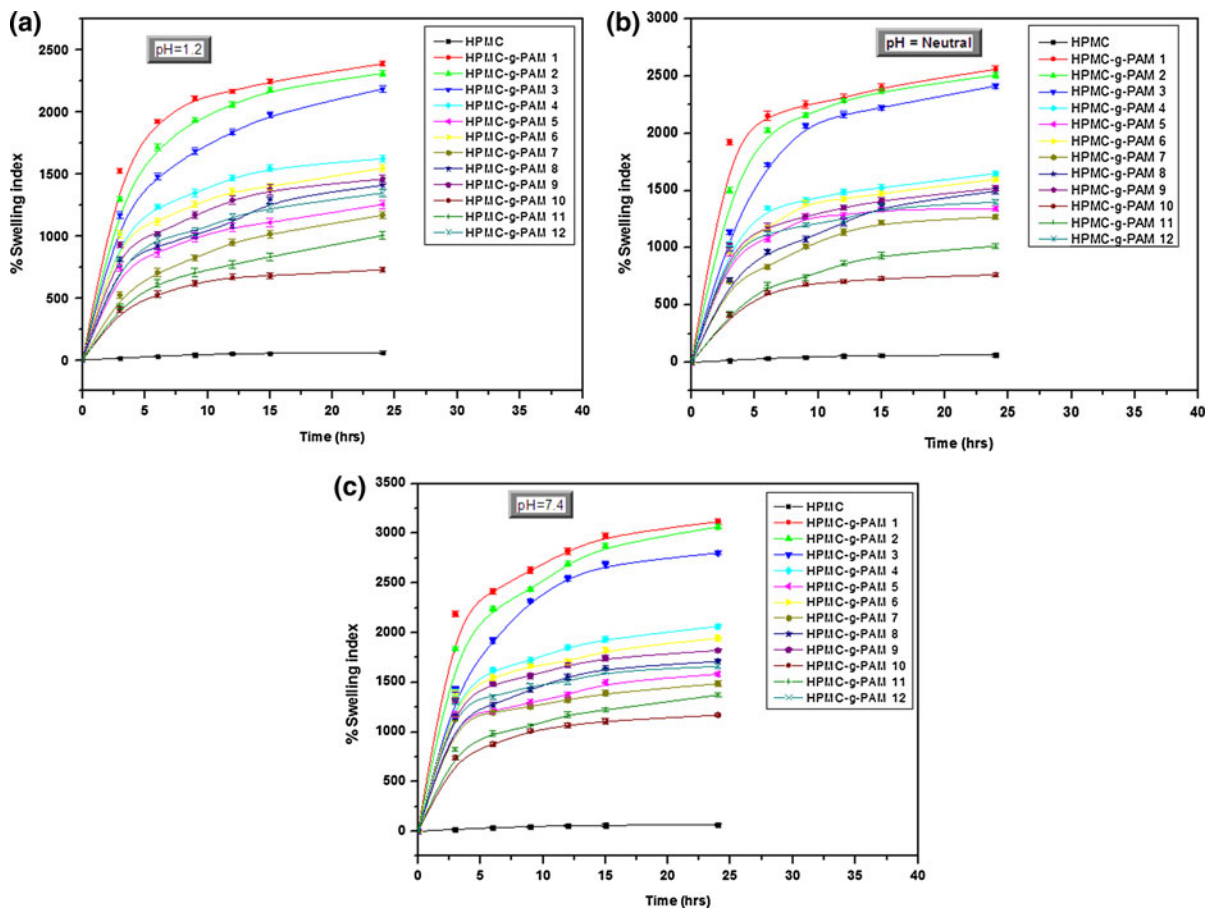 (a)
pH=1.2
HPMC
HPMC-g-PAM 1
HPMC-g-PAM 2
HPMC-g-PAM 3
HPMC-g-PAM 4
HPMC-g-PAM 5
HPMC-g-PAM 6
HPMC-g-PAM 7
HPMC-g-PAM 8
HPMC-g-PAM 9
HPMC-g-PAM 10
HPMC-g-PAM 11
HPMC-g-PAM 12
% Swelling index
2500
2000
1500
1000
500
0
0 5 10 15 20 25 30 35 40
Time (hrs)
(b)
pH = Neutral
HPMC
HPMC-g-PAM 1
HPMC-g-PAM 2
HPMC-g-PAM 3
HPMC-g-PAM 4
HPMC-g-PAM 5
HPMC-g-PAM 6
HPMC-g-PAM 7
HPMC-g-PAM 8
HPMC-g-PAM 9
HPMC-g-PAM 10
HPMC-g-PAM 11
HPMC-g-PAM 12
% Swelling index
3000
2500
2000
1500
1000
500
0
0 5 10 15 20 25 30 35 40
Time (hrs)
(c)
pH=7.4
HPMC
HPMC-g-PAM 1
HPMC-g-PAM 2
HPMC-g-PAM 3
HPMC-g-PAM 4
HPMC-g-PAM 5
HPMC-g-PAM 6
HPMC-g-PAM 7
HPMC-g-PAM 8
HPMC-g-PAM 9
HPMC-g-PAM 10
HPMC-g-PAM 11
HPMC-g-PAM 12
% Swelling index
3500
3000
2500
2000
1500
1000
500
0
0 5 10 15 20 25 30 35 40
Time (hrs)